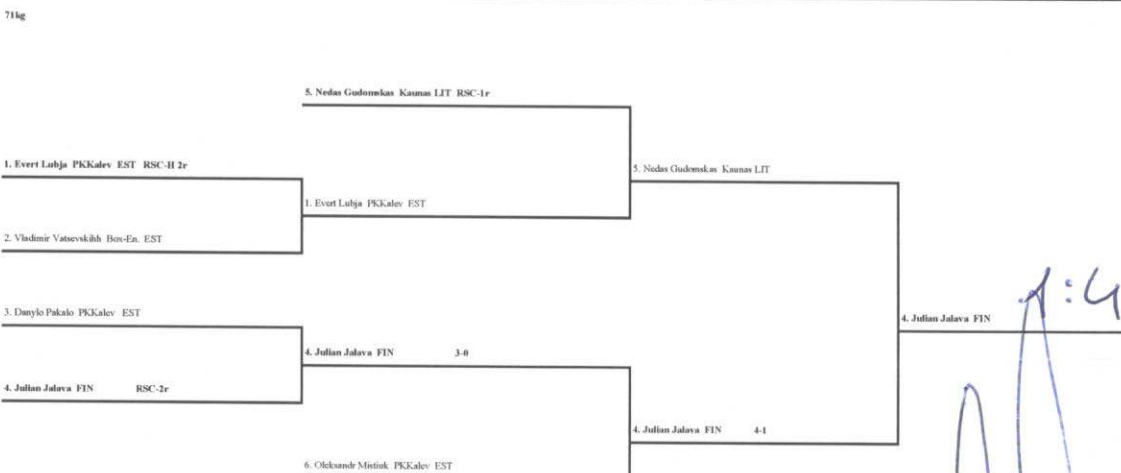 71kg
5. Nedas Gudomskas Kaunas LIT RSC-1r
1. Evert Lubja PKKalev EST RSC-H 2r
5. Nedas Gudomskas Kaunas LIT
1. Evert Lubja PKKalev EST
2. Vladimir Vatsevskihh Box-En. EST
3. Danylo Pakalo PKKalev EST
4. Julian Jalava FIN
4. Julian Jalava FIN 3-0
4. Julian Jalava FIN RSC-2r
4. Julian Jalava FIN 4-1
6. Oleksandr Mistiuk PKKalev EST